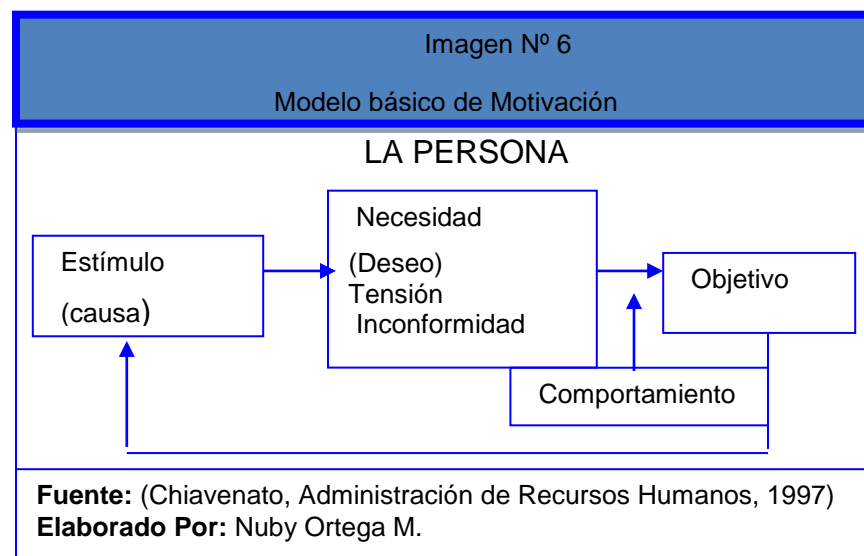 Imagen Nº 6
Modelo básico de Motivación
LA PERSONA
Estímulo
(causa)
Necesidad
(Deseo)
Tensión
Inconformidad
Objetivo
Comportamiento
Fuente: (Chiavenato, Administración de Recursos Humanos, 1997)
Elaborado Por: Nuby Ortega M.